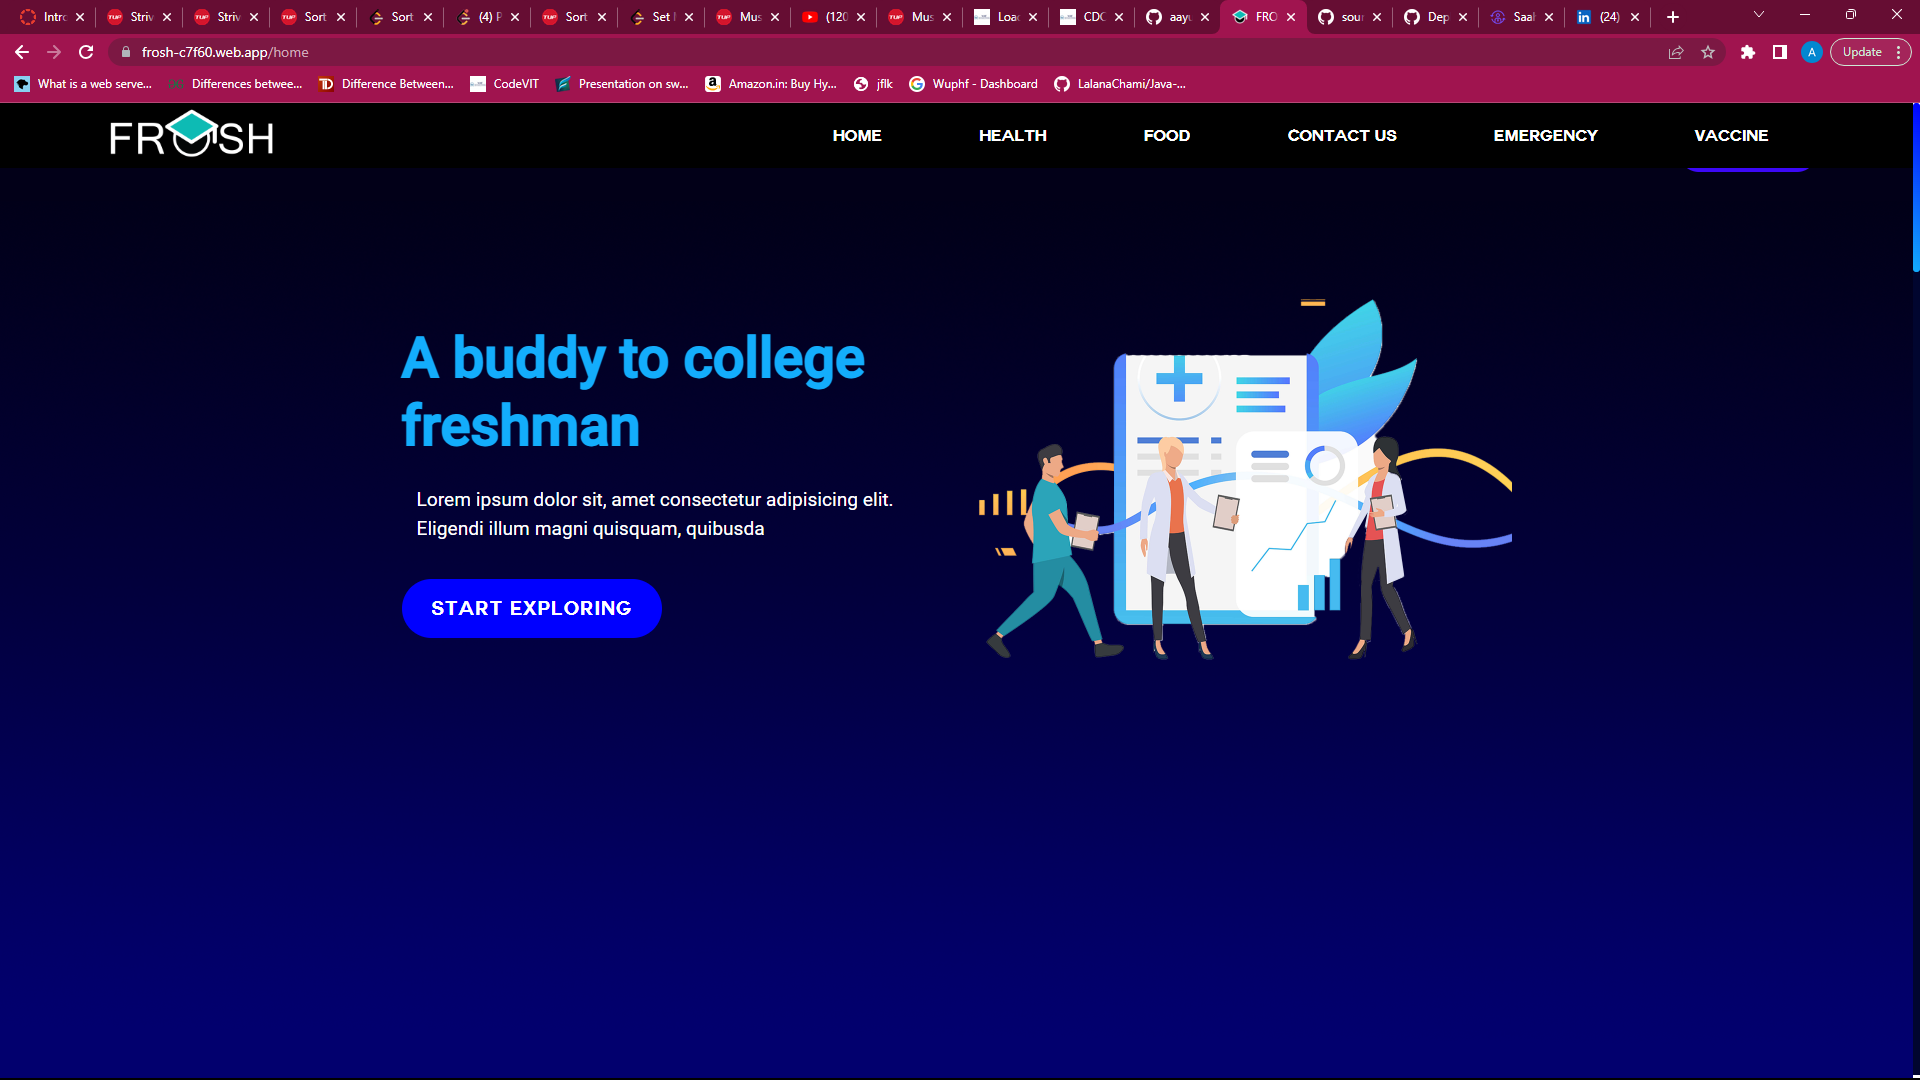 Intro
Striv
Striv
Sort
Sort
(4) P
Sort
Set
Mus
(120
Mus
Loa
CDC
aayu
FRO
sour
Dep
Saal
(24)
frosh-c7f60.web.app/home
A
Update
What is a web serve...
Differences betwee...
Difference Between...
CodeVIT
Presentation on sw...
Amazon.in: Buy Hy...
jflk
Wuphf - Dashboard
LalanaChami/Java-...
FROSH
HOME
HEALTH
FOOD
CONTACT US
EMERGENCY
VACCINE
A buddy to college
freshman
Lorem ipsum dolor sit, amet consectetur adipisicing elit.
Eligendi illum magni quisquam, quibusda
START EXPLORING